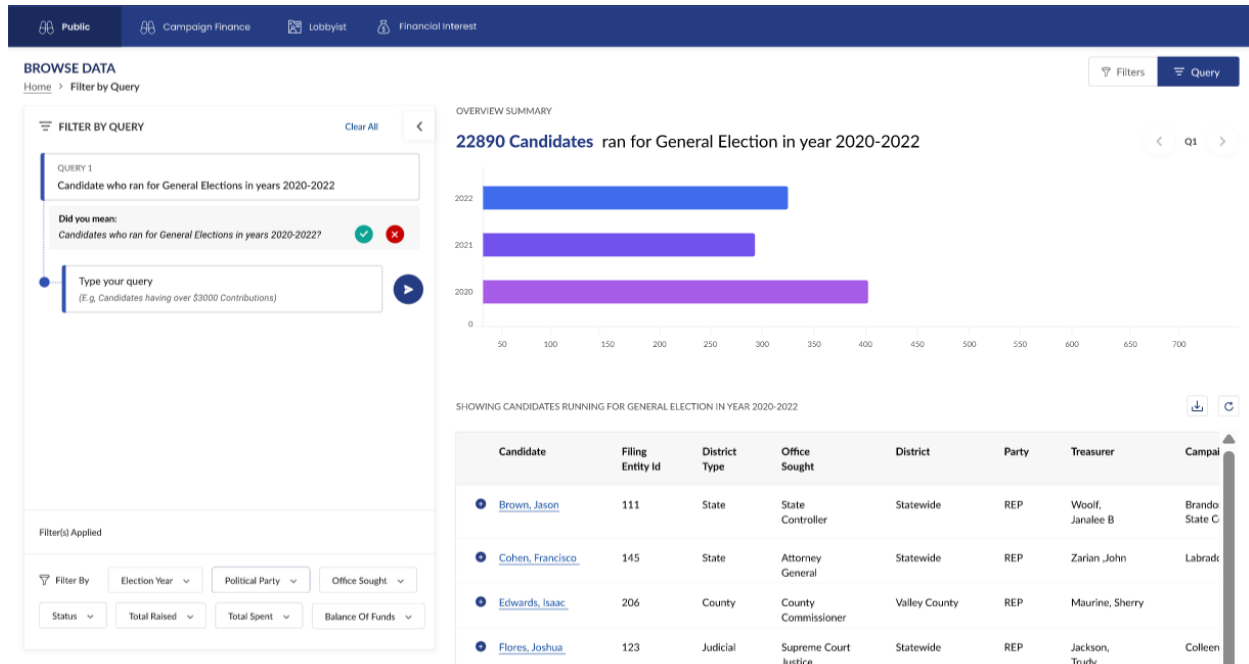 Public Campaign Finance Lobbyist Financial Interest
BROWSE DATA
Home > Filter by Query
Filters Query
FILTER BY QUERY Clear All
QUERY 1
Candidate who ran for General Elections in years 2020-2022
Did you mean:
Candidates who ran for General Elections in years 2020-2022?
Type your query
(E.g, Candidates having over $3000 Contributions)
Filter(s) Applied
Filter By Election Year Political Party Office Sought
Status Total Raised Total Spent Balance Of Funds
OVERVIEW SUMMARY
22890 Candidates ran for General Election in year 2020-2022
Q1
2022
2021
2020
0
50 100 150 200 250 300 350 400 450 500 550 600 650 700
SHOWING CANDIDATES RUNNING FOR GENERAL ELECTION IN YEAR 2020-2022
Candidate Filing District Office District Party Treasurer Campai
Entity Id Type Sought
Brown, Jason 111 State State Statewide REP Woolf, Brando
Controller Janalee B State C
Cohen, Francisco 145 State Attorney Statewide REP Zarian ,John Labrado
General
Edwards, Isaac 206 County County Valley County REP Maurine, Sherry
Commissioner
Flores, Joshua 123 Judicial Supreme Court Statewide REP Jackson, Colleen
Justice Trudy